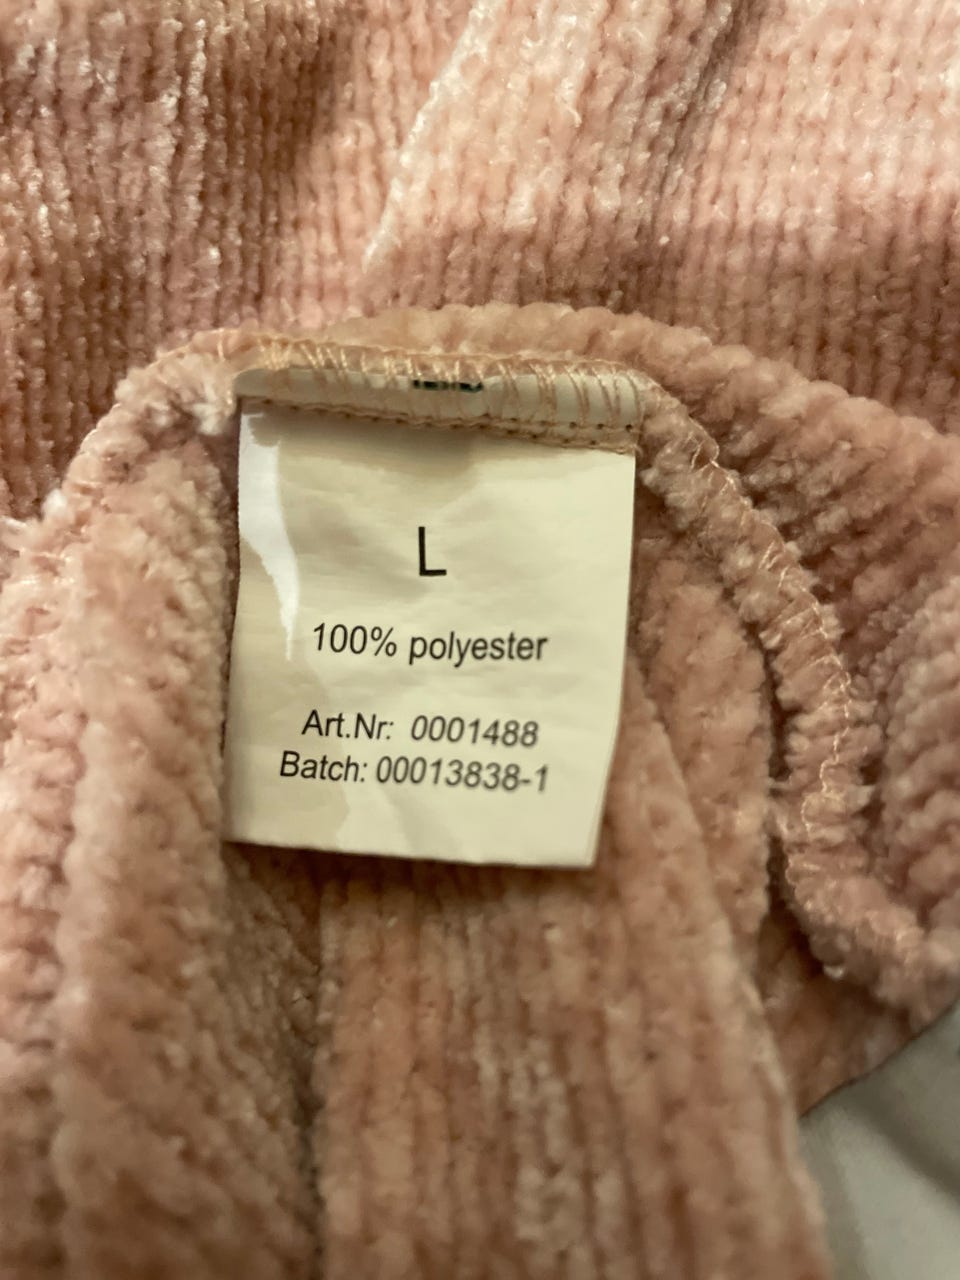 L
100% polyester
Art.Nr: 0001488
Batch: 00013838-1